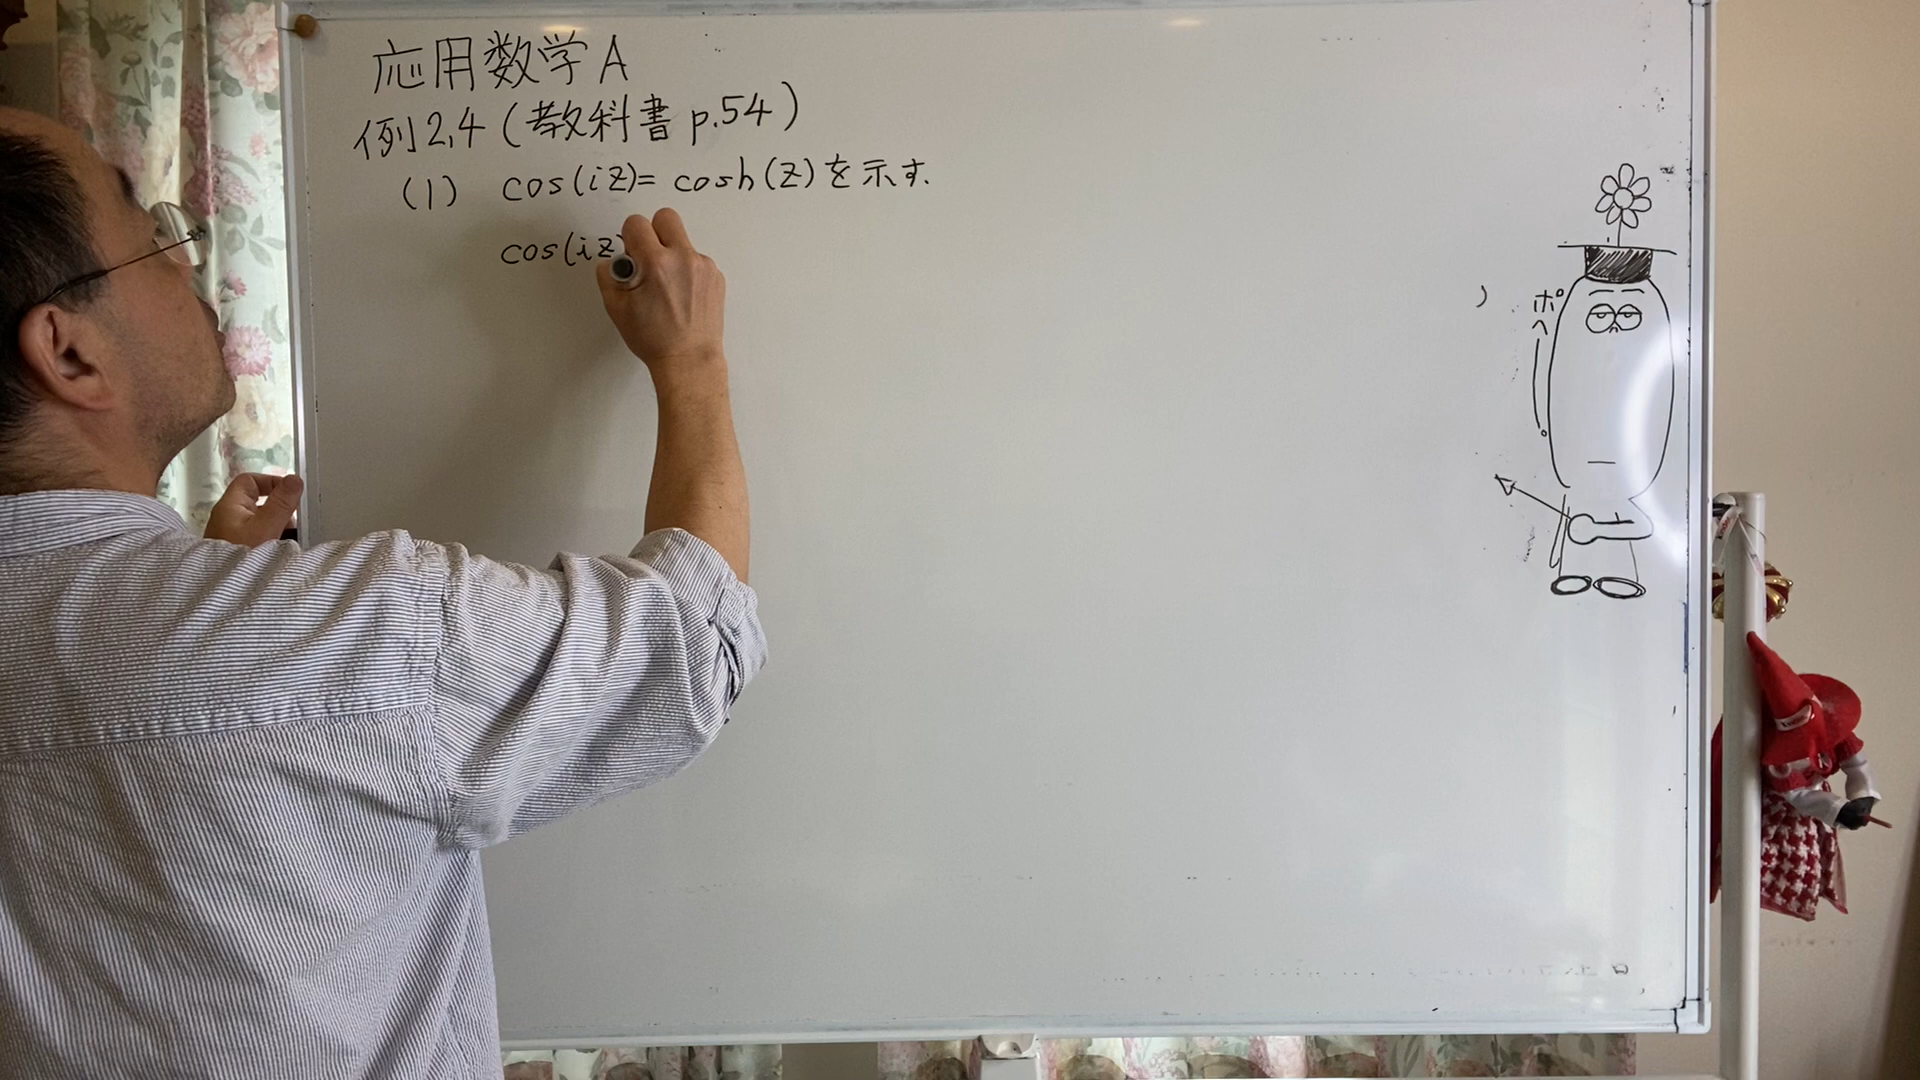 応用数学A
例2,4(教科書 p.54)
(1) cos(iz)= cosh(z)を示す.
cos(iz)
ポヘ〜。